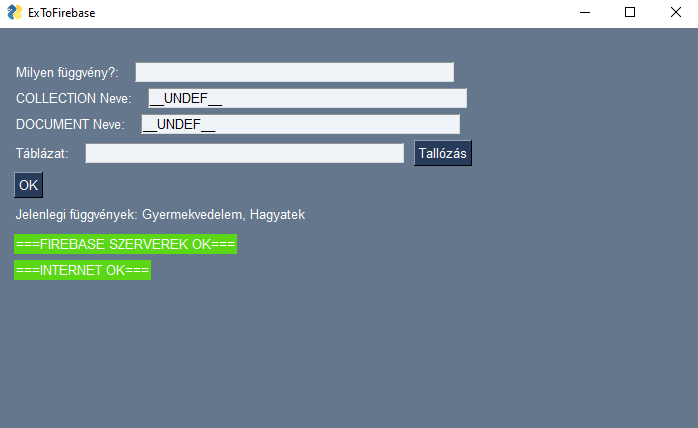 ExToFirebase
Milyen függvény?:
COLLECTION Neve: __UNDEF__
DOCUMENT Neve: __UNDEF__
Táblázat: Tallózás
OK
Jelenlegi függvények: Gyermekvedelem, Hagyatek
===FIREBASE SZERVEREK OK===
===INTERNET OK===